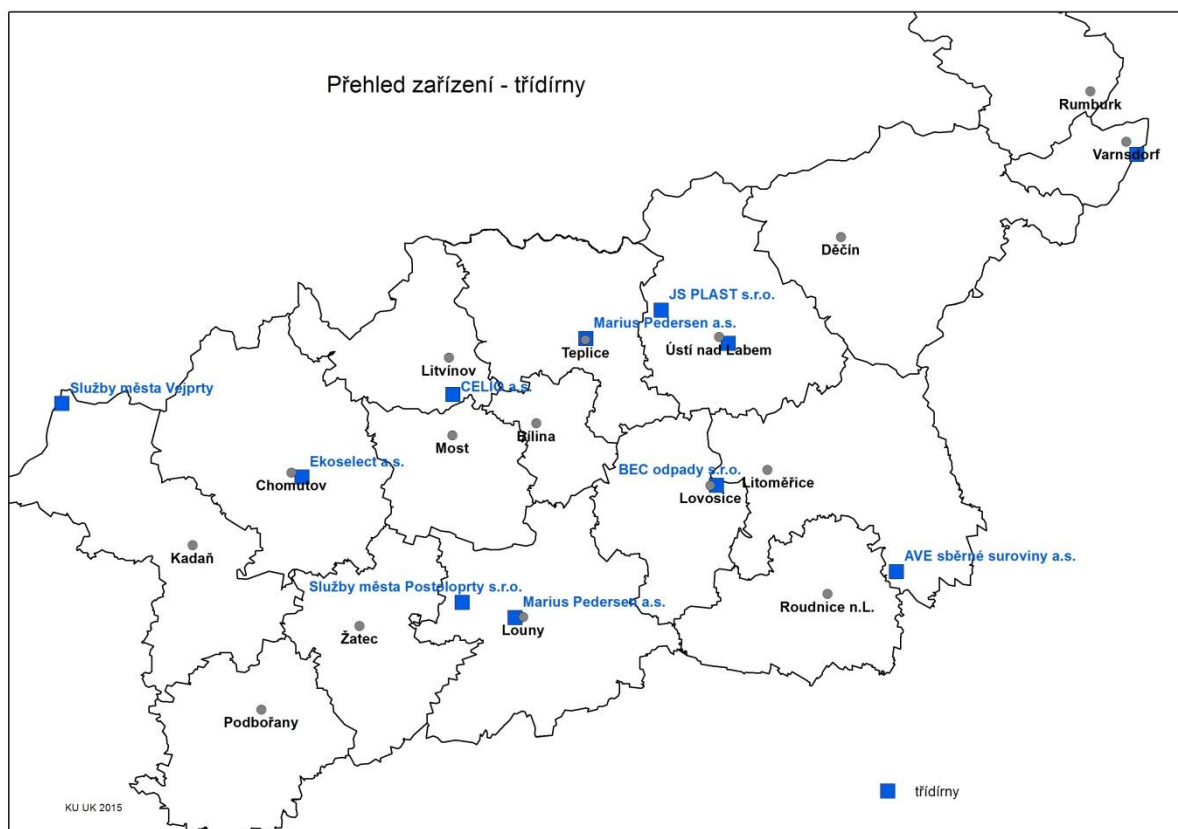 Přehled zařízení - třídírny
Rumburk
Varnsdorf
Děčín
JS PLAST s.r.o.
Marius Pedersen a.s.
Teplice
Ústí nad Labem
Litvínov
CELIO a.s.
Služby města Vejprty
Bílina
Most
Ekoselect a.s.
Chomutov
BEC odpady s.r.o.
Litoměřice
Lovosice
Kadaň
AVE sběrné suroviny a.s.
Služby města Postoloprty s.r.o.
Marius Pedersen a.s.
Roudnice n.L.
Louny
Žatec
Podbořany
třídírny
KU UK 2015